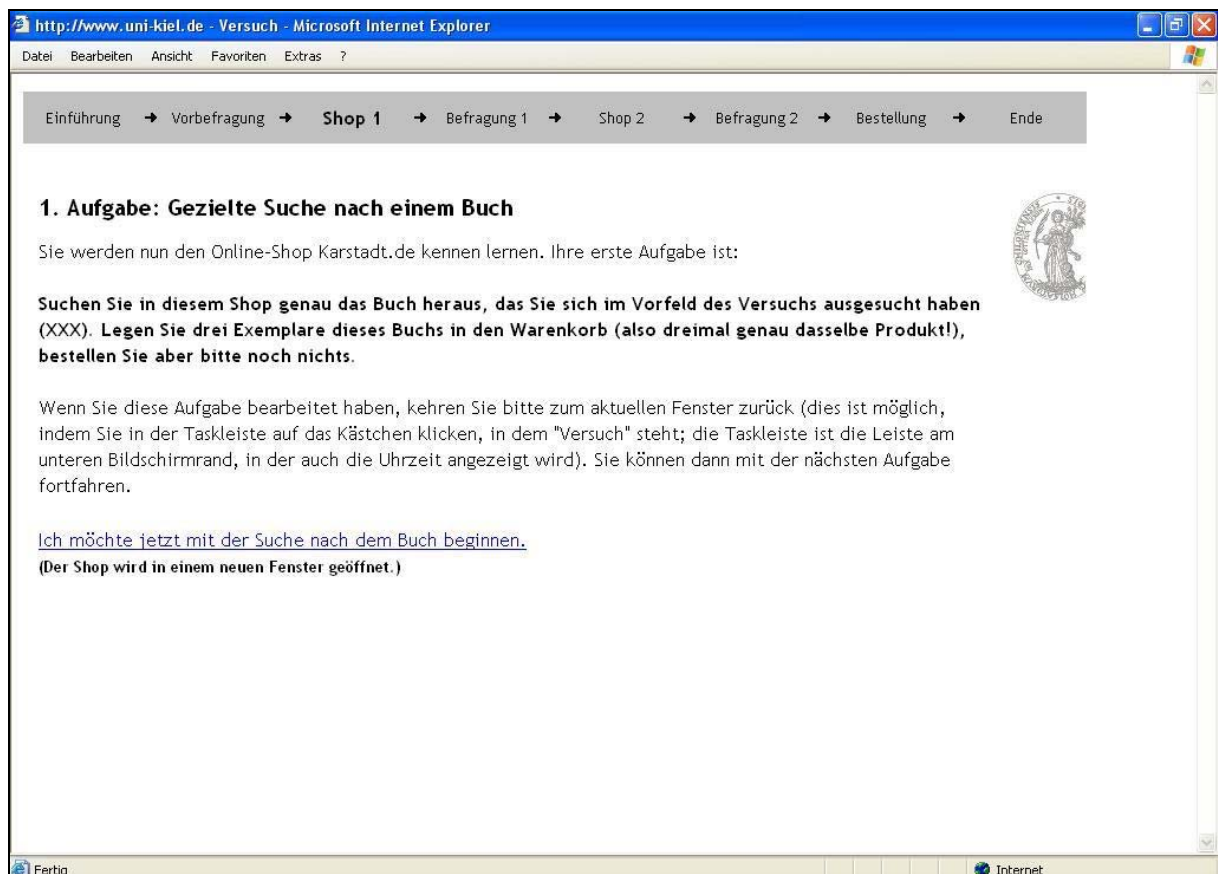 http://www.uni-kiel.de - Versuch - Microsoft Internet Explorer
Datei Bearbeiten Ansicht Favoriten Extras ?
Einführung → Vorbefragung → Shop 1 → Befragung 1 → Shop 2 → Befragung 2 → Bestellung → Ende
1. Aufgabe: Gezielte Suche nach einem Buch
Sie werden nun den Online-Shop Karstadt.de kennen lernen. Ihre erste Aufgabe ist:
Suchen Sie in diesem Shop genau das Buch heraus, das Sie sich im Vorfeld des Versuchs ausgesucht haben
(XXX). Legen Sie drei Exemplare dieses Buchs in den Warenkorb (also dreimal genau dasselbe Produkt!),
bestellen Sie aber bitte noch nichts.
Wenn Sie diese Aufgabe bearbeitet haben, kehren Sie bitte zum aktuellen Fenster zurück (dies ist möglich,
indem Sie in der Taskleiste auf das Kästchen klicken, in dem "Versuch" steht; die Taskleiste ist die Leiste am
unteren Bildschirmrand, in der auch die Uhrzeit angezeigt wird). Sie können dann mit der nächsten Aufgabe
fortfahren.
Ich möchte jetzt mit der Suche nach dem Buch beginnen.
(Der Shop wird in einem neuen Fenster geöffnet.)
Fertig Internet